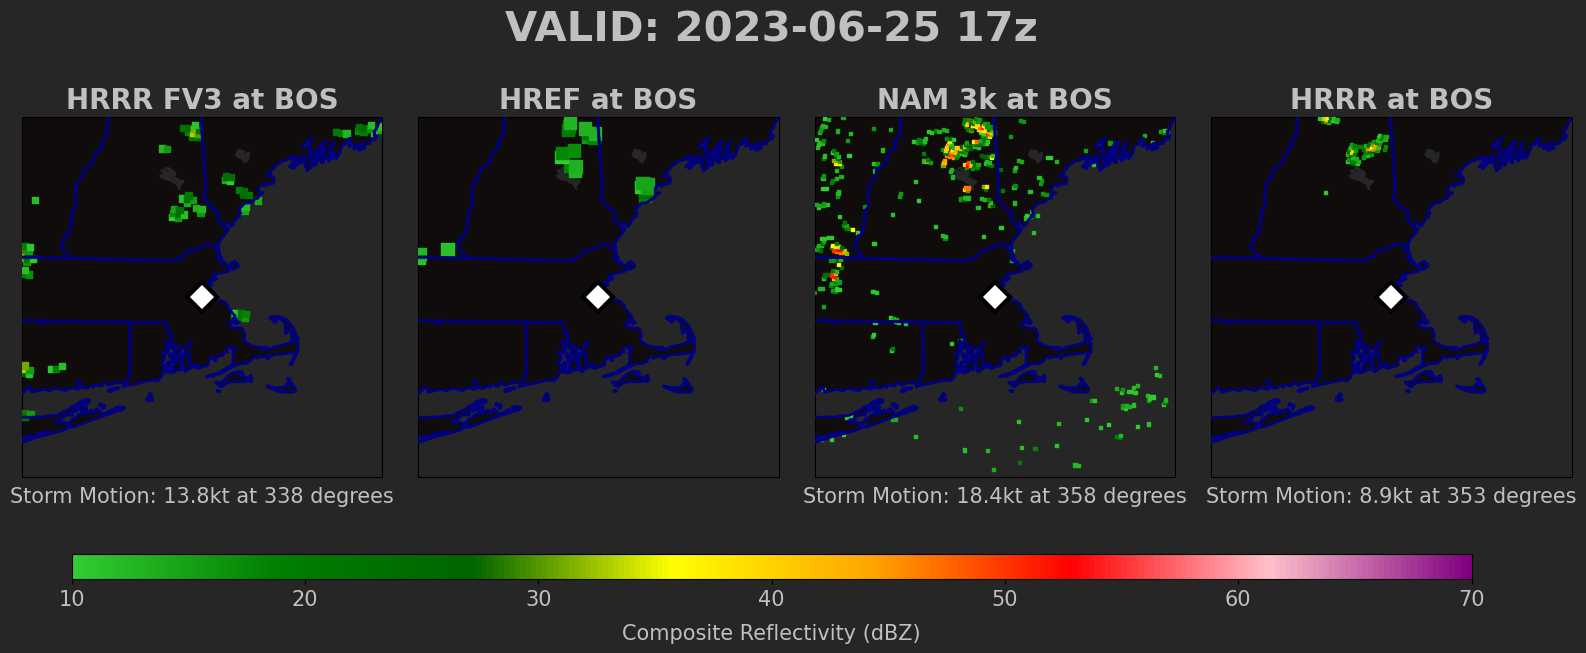 VALID: 2023-06-25 17z
HRRR FV3 at BOS
HREF at BOS
NAM 3k at BOS
HRRR at BOS
Storm Motion: 13.8kt at 338 degrees
Storm Motion: 18.4kt at 358 degrees
Storm Motion: 8.9kt at 353 degrees
10 20 30 40 50 60 70
Composite Reflectivity (dBZ)